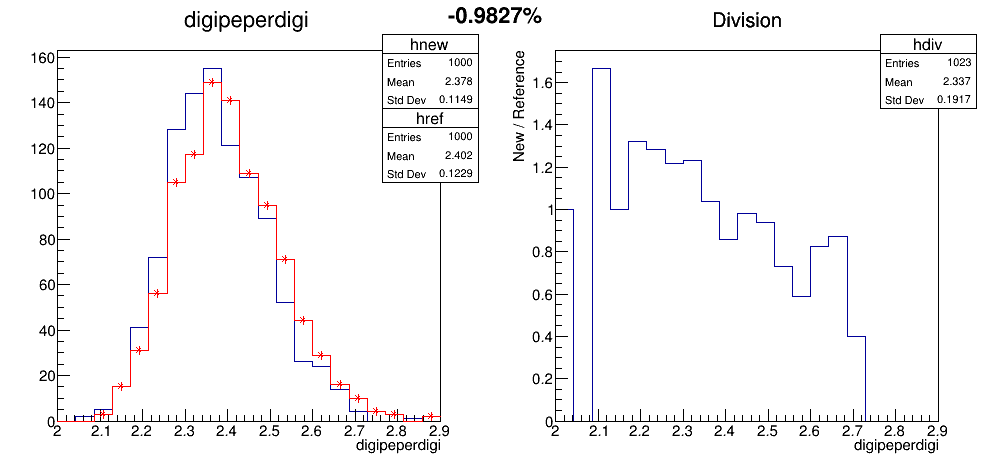 -0.9827%
digipeperdigi
hnew
Entries 1000
Mean 2.378
Std Dev 0.1149
href
Entries 1000
Mean 2.402
Std Dev 0.1229
160
140
120
100
80
60
40
20
0
2 2.1 2.2 2.3 2.4 2.5 2.6 2.7 2.8 2.9
digipeperdigi
Division
hdiv
Entries 1023
Mean 2.337
Std Dev 0.1917
New / Reference
1.6
1.4
1.2
1
0.8
0.6
0.4
0.2
0
2 2.1 2.2 2.3 2.4 2.5 2.6 2.7 2.8 2.9
digipeperdigi